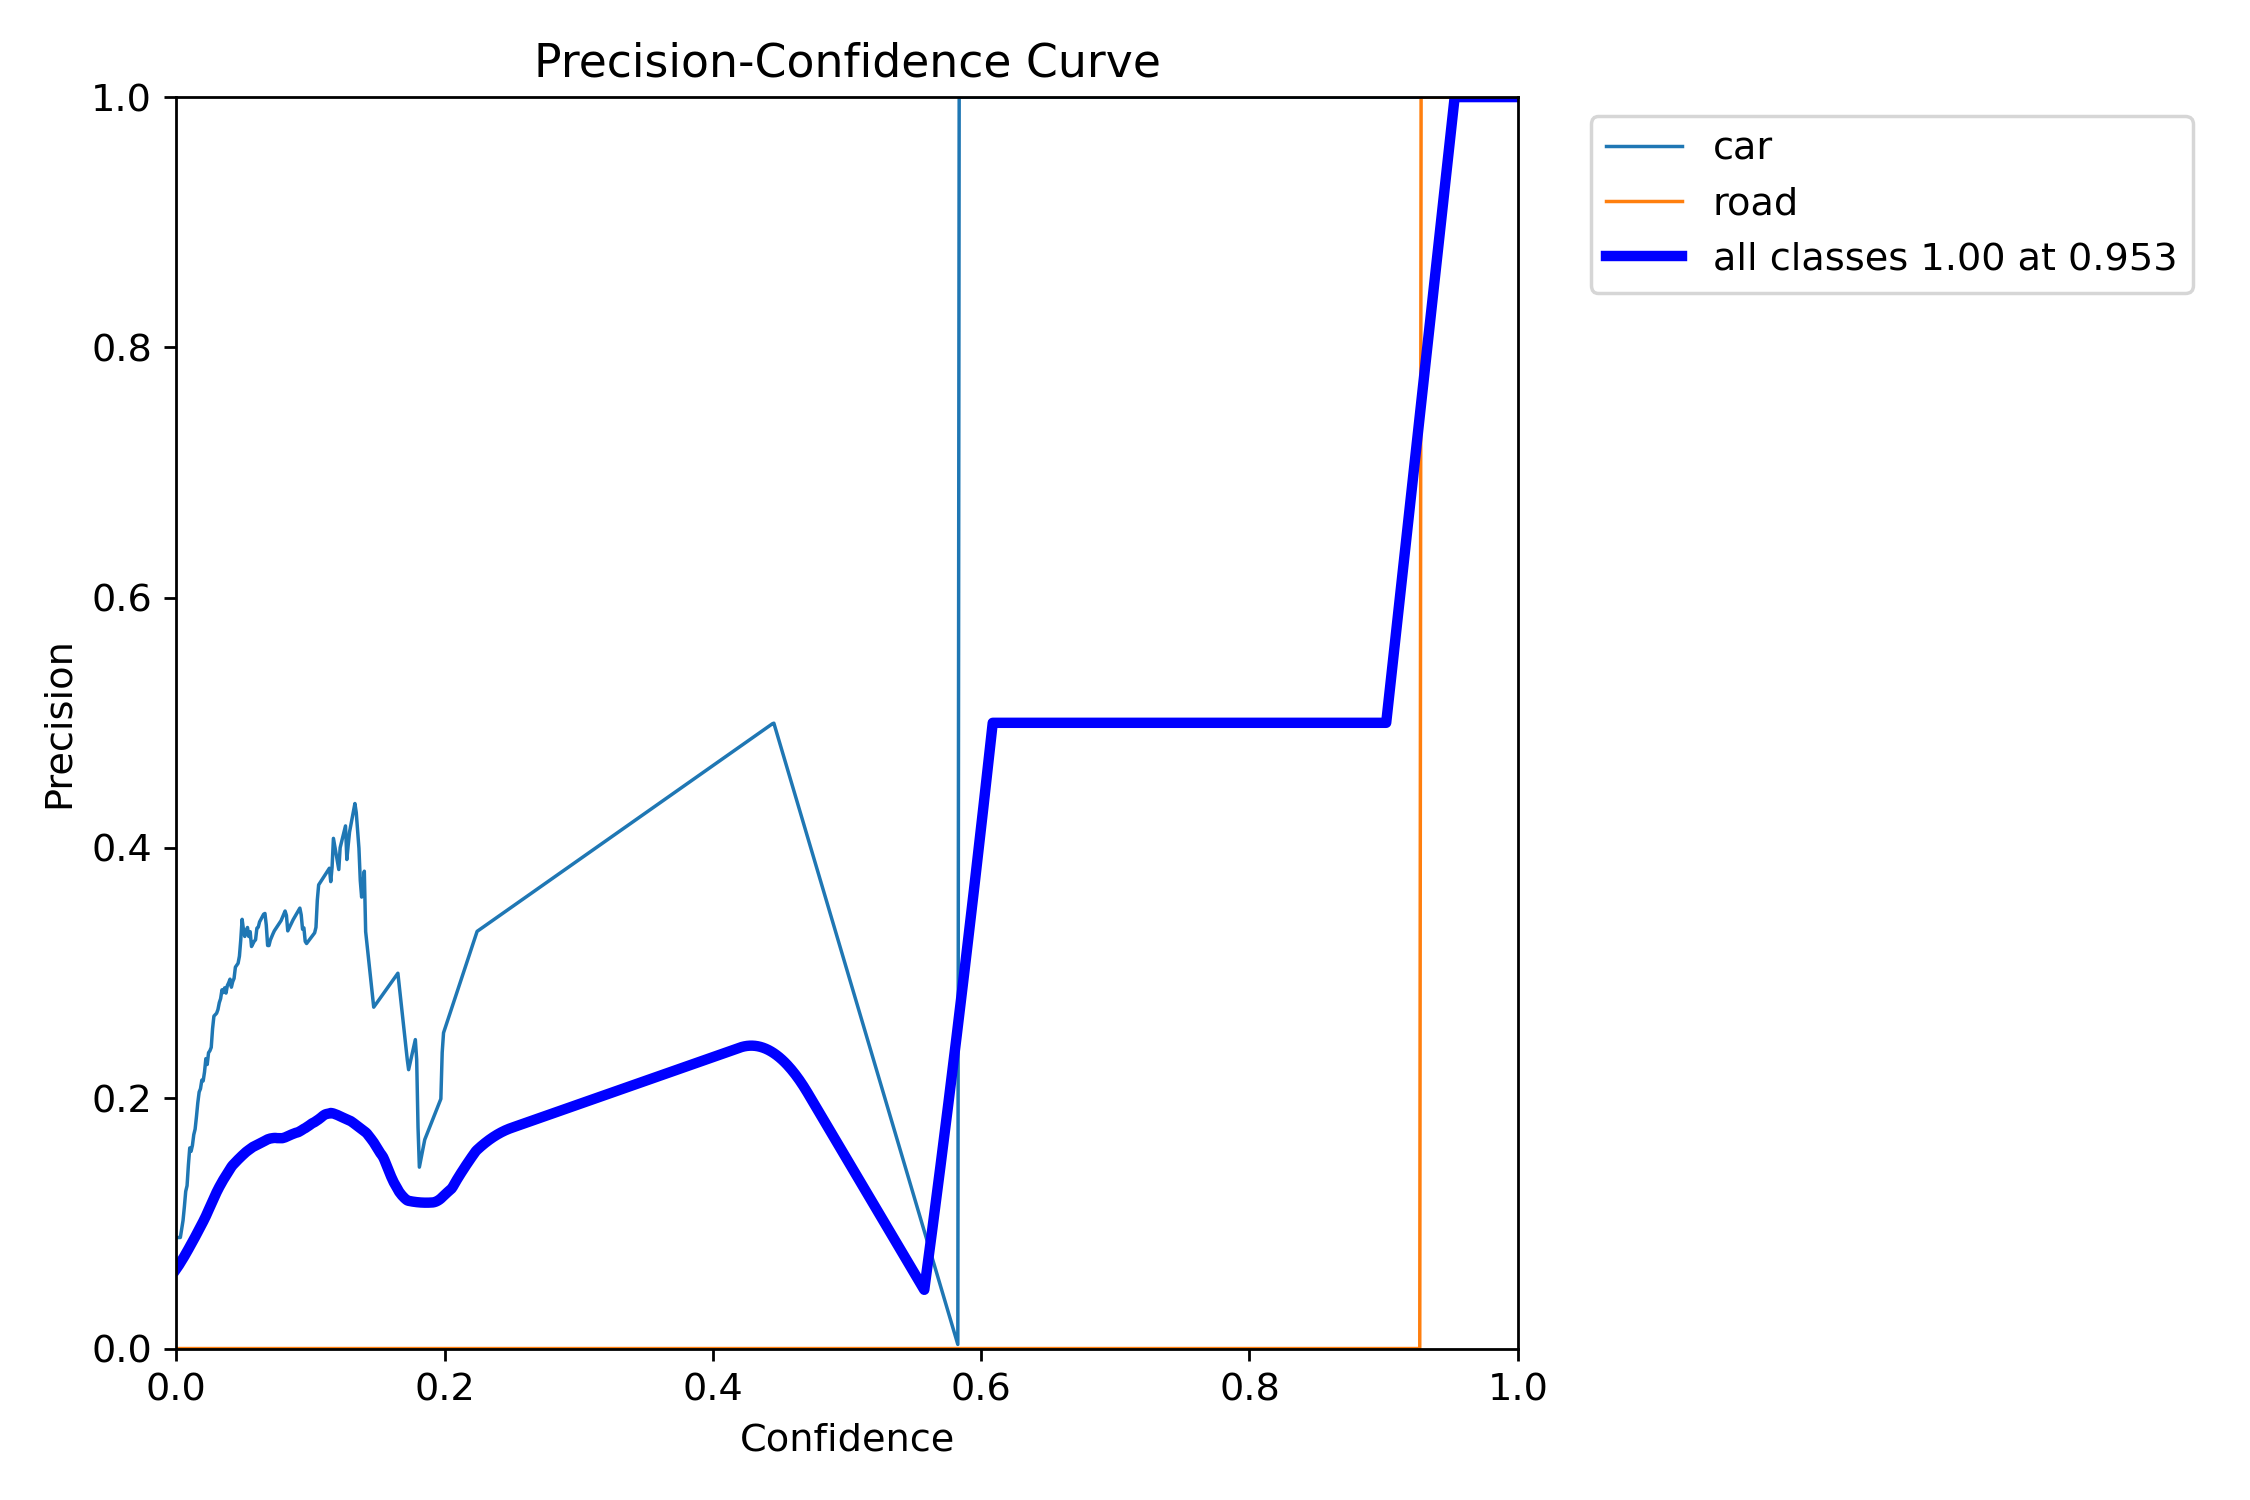 Precision-Confidence Curve
1.0
0.8
0.6
0.4
0.2
0.0
Precision
0.0 0.2 0.4 0.6 0.8 1.0
Confidence
car
road
all classes 1.00 at 0.953